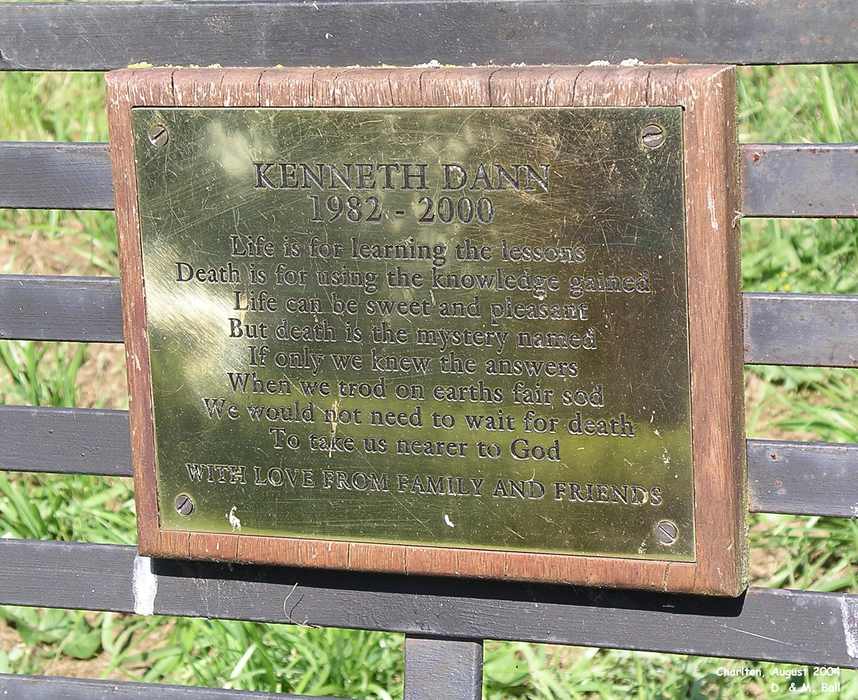 KENNETH DANN
1982 - 2000
Life is for learning the lessons
Death is for using the knowledge gained
Life can be sweet and pleasant
But death is the mystery named
If only we knew the answers
When we trod on earths fair sod
We would not need to wait for death
To take us nearer to God
WITH LOVE FROM FAMILY AND FRIENDS
Charlton, August 2004
D. & M. Ball